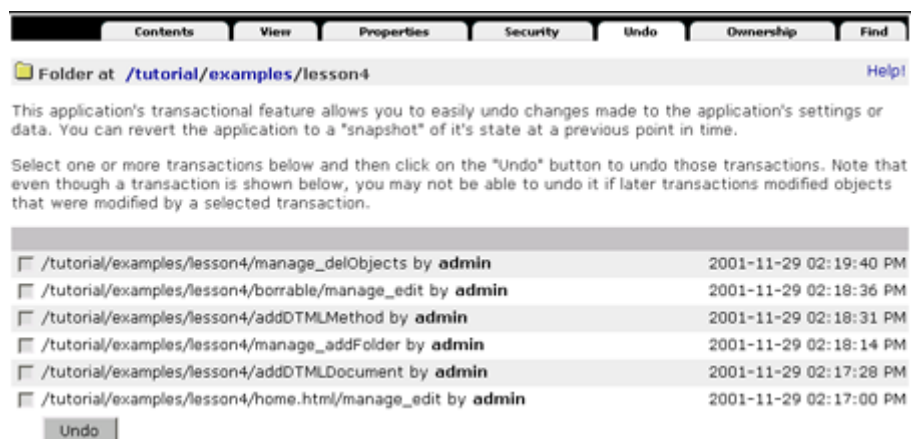 Contents View Properties Security Undo Ownership Find
Folder at /tutorial/examples/lesson4 Help!
This application's transactional feature allows you to easily undo changes made to the application's settings or
data. You can revert the application to a "snapshot" of it's state at a previous point in time.
Select one or more transactions below and then click on the "Undo" button to undo those transactions. Note that
even though a transaction is shown below, you may not be able to undo it if later transactions modified objects
that were modified by a selected transaction.
/tutorial/examples/lesson4/manage_delObjects by admin 2001-11-29 02:19:40 PM
/tutorial/examples/lesson4/borrable/manage_edit by admin 2001-11-29 02:18:36 PM
/tutorial/examples/lesson4/addDTMLMethod by admin 2001-11-29 02:18:31 PM
/tutorial/examples/lesson4/manage_addFolder by admin 2001-11-29 02:18:14 PM
/tutorial/examples/lesson4/addDTMLDocument by admin 2001-11-29 02:17:28 PM
/tutorial/examples/lesson4/home.html/manage_edit by admin 2001-11-29 02:17:00 PM
Undo